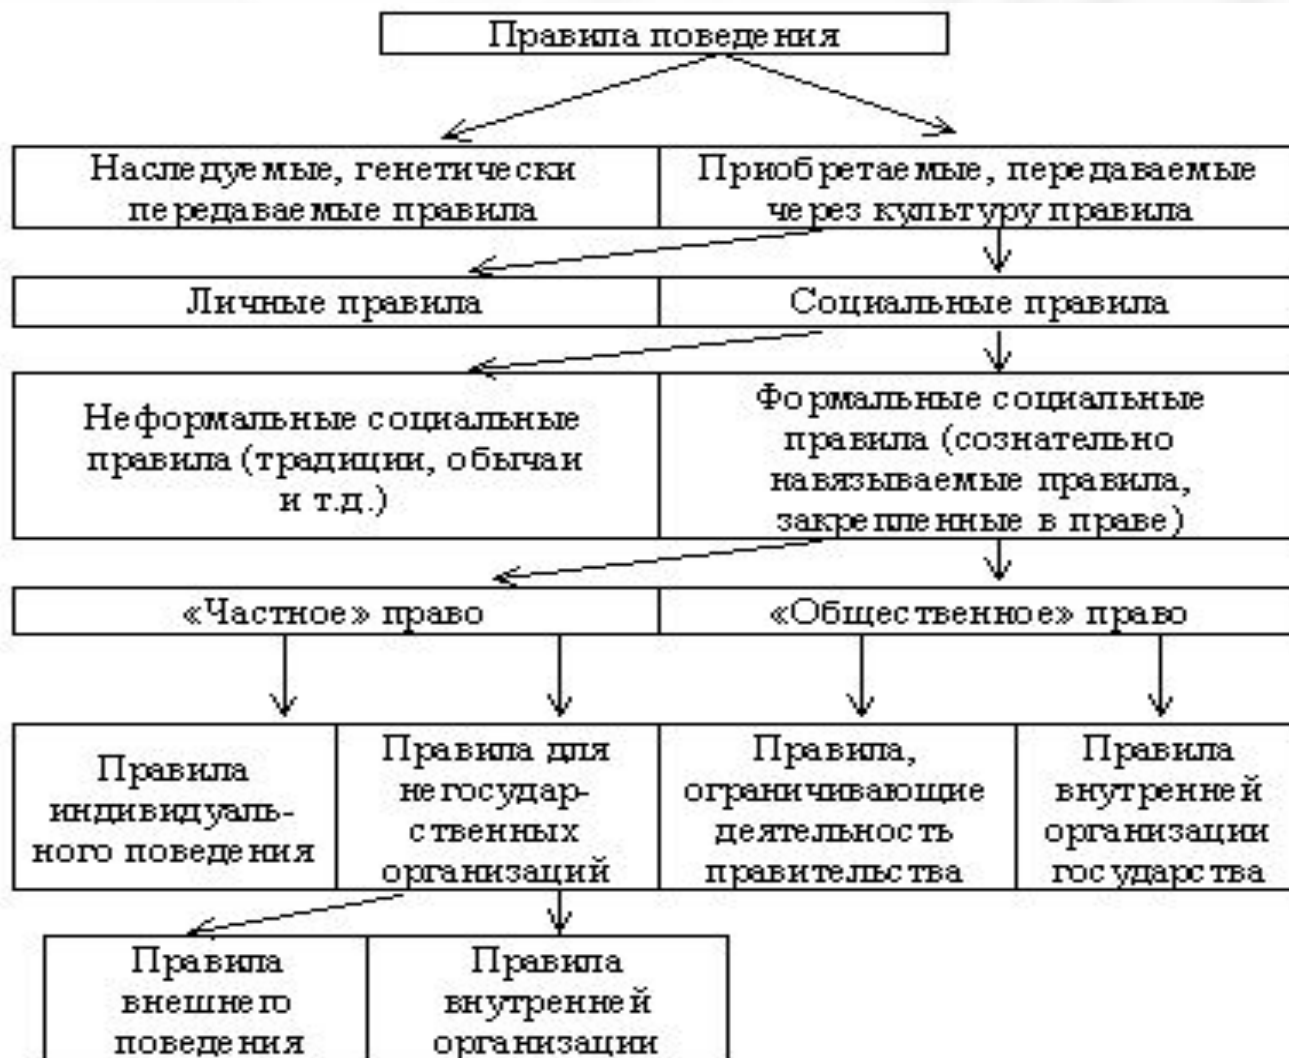 Правила поведения
Наследуемые, генетически
передаваемые правила
Приобретаемые, передаваемые
через культуру правила
Личные правила
Социальные правила
Неформальные социальные
правила (традиции, обычаи
и т.д.)
Формальные социальные
правила (сознательно
навязываемые правила,
закрепленные в праве)
«Частное» право
«Общественное» право
Правила
индивидуаль-
ного поведения
Правила для
негосудар-
ственных
организаций
Правила,
ограничивающие
деятельность
правительства
Правила
внутренней
организации
государства
Правила
внешнего
поведения
Правила
внутренней
организации